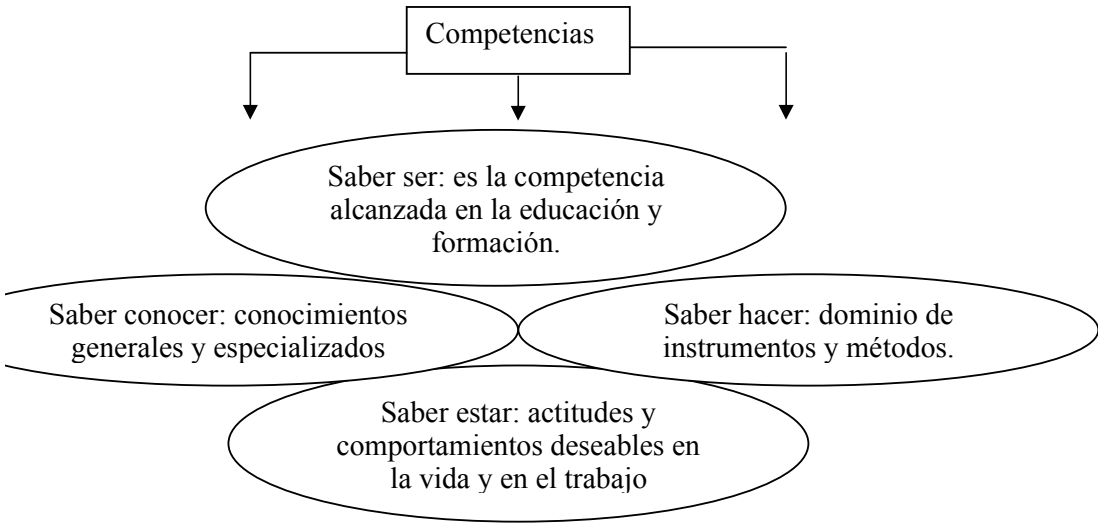 Competencias
Saber ser: es la competencia
alcanzada en la educación y
formación.
Saber conocer: conocimientos
generales y especializados
Saber hacer: dominio de
instrumentos y métodos.
Saber estar: actitudes y
comportamientos deseables en
la vida y en el trabajo